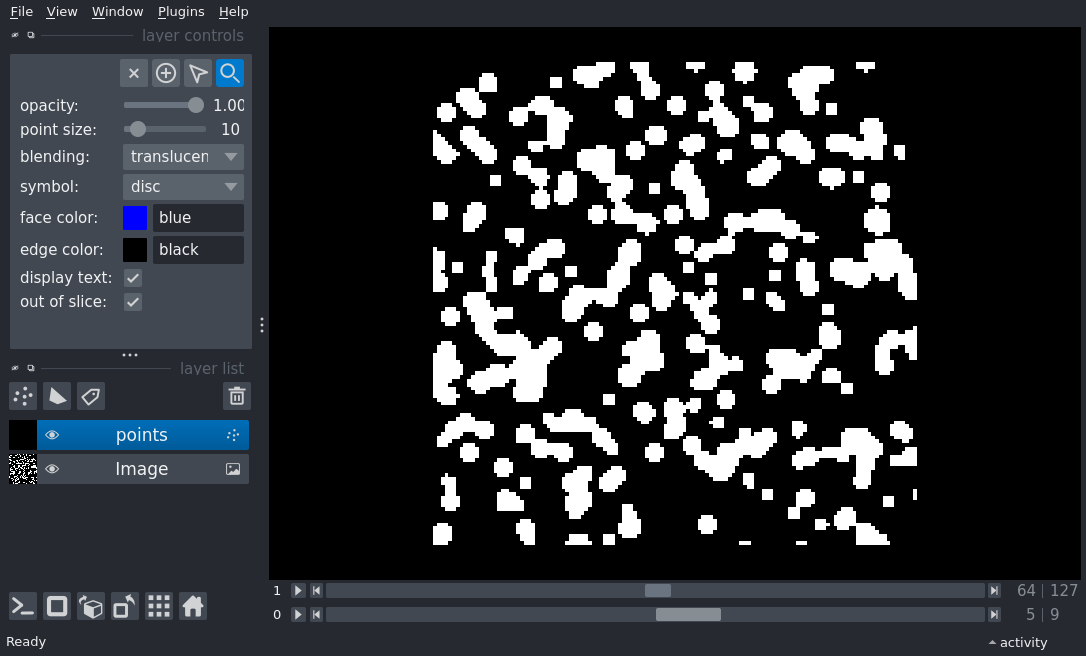 File View Window Plugins Help
layer controls
opacity: 1.00
point size: 10
blending: translucen
symbol: disc
face color: blue
edge color: black
display text:
out of slice:
layer list
points
Image
1 64 | 127
0 5 | 9
Ready activity